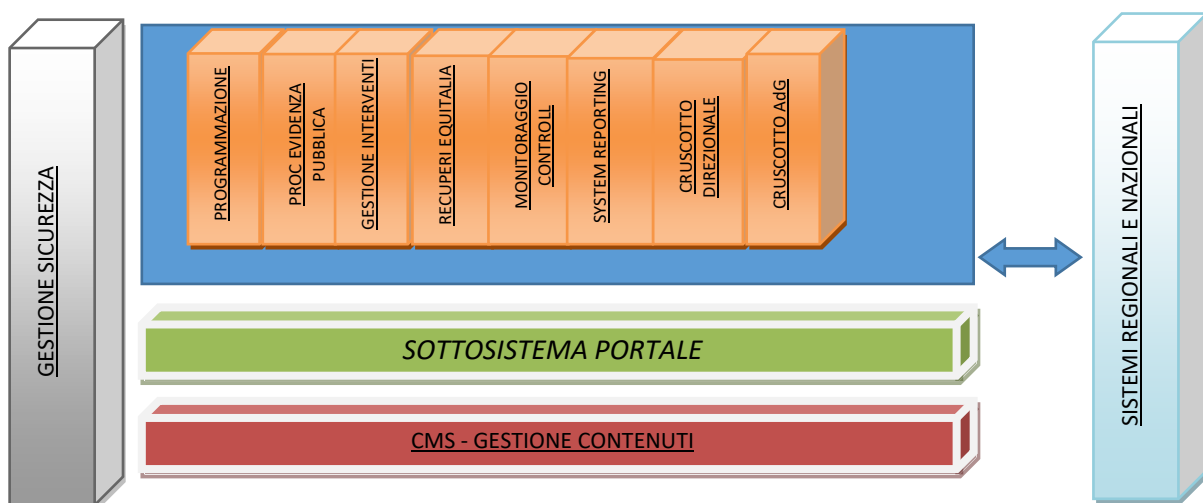 GESTIONE SICUREZZA
PROGRAMMAZIONE
PROC EVIDENZA
PUBBLICA
GESTIONE INTERVENTI
RECUPERI EQUITALIA
MONITORAGGIO
CONTROLL
SYSTEM REPORTING
CRUSCOTTO
DIREZIONALE
CRUSCOTTO AdG
SISTEMI REGIONALI E NAZIONALI
SOTTOSISTEMA PORTALE
CMS - GESTIONE CONTENUTI